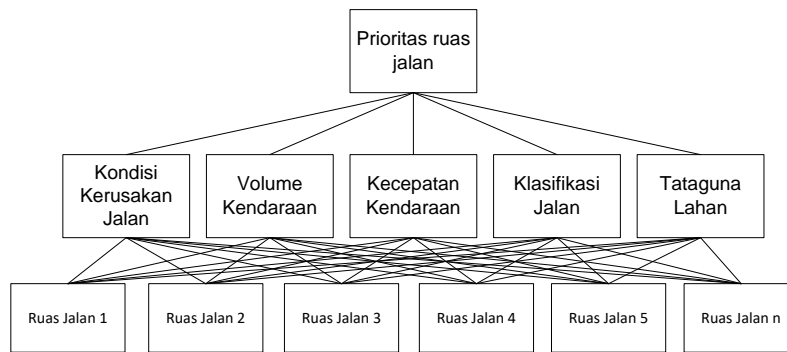 Prioritas ruas
jalan
Kondisi
Kerusakan
Jalan
Volume
Kendaraan
Kecepatan
Kendaraan
Klasifikasi
Jalan
Tataguna
Lahan
Ruas Jalan 1
Ruas Jalan 2
Ruas Jalan 3
Ruas Jalan 4
Ruas Jalan 5
Ruas Jalan n